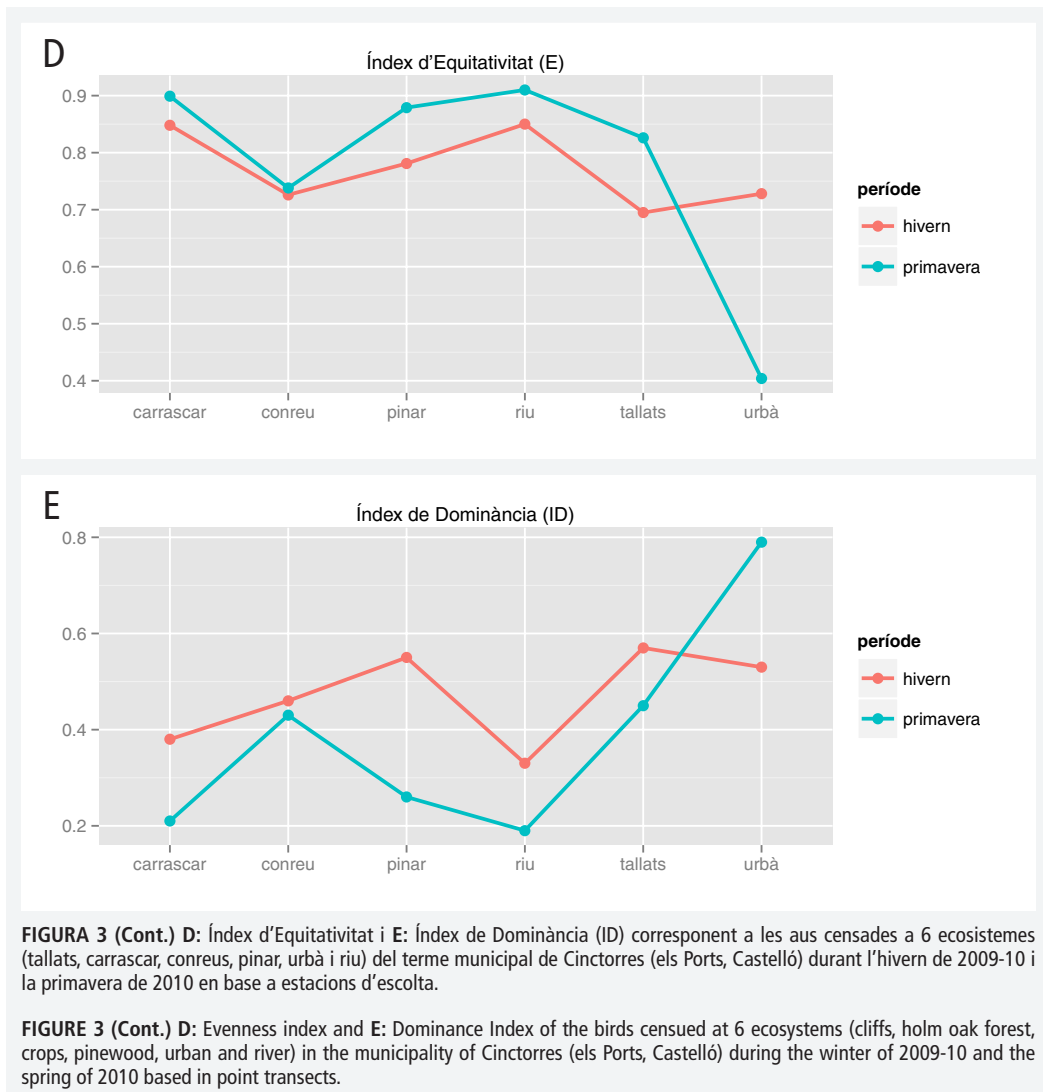 D
Índex d'Equitativitat (E)
0.9
0.8
0.7
0.6
0.5
0.4
carrascar conreu pinar riu tallats urbà
període
hivern
primavera
E
Índex de Dominància (ID)
0.8
0.6
0.4
0.2
carrascar conreu pinar riu tallats urbà
període
hivern
primavera
FIGURA 3 (Cont.) D: Índex d'Equitativitat i E: Índex de Dominància (ID) corresponent a les aus censades a 6 ecosistemes
(tallats, carrascar, conreus, pinar, urbà i riu) del terme municipal de Cinctorres (els Ports, Castelló) durant l'hivern de 2009-10 i
la primavera de 2010 en base a estacions d'escolta.
FIGURE 3 (Cont.) D: Evenness index and E: Dominance Index of the birds censued at 6 ecosystems (cliffs, holm oak forest,
crops, pinewood, urban and river) in the municipality of Cinctorres (els Ports, Castelló) during the winter of 2009-10 and the
spring of 2010 based in point transects.